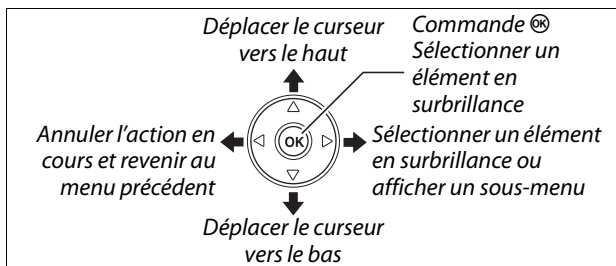 Déplacer le curseur
vers le haut
Commande OK
Sélectionner un
élément en
surbrillance
Annuler l’action en
cours et revenir au
menu précédent
OK
Sélectionner un élément
en surbrillance ou
afficher un sous-menu
Déplacer le curseur
vers le bas